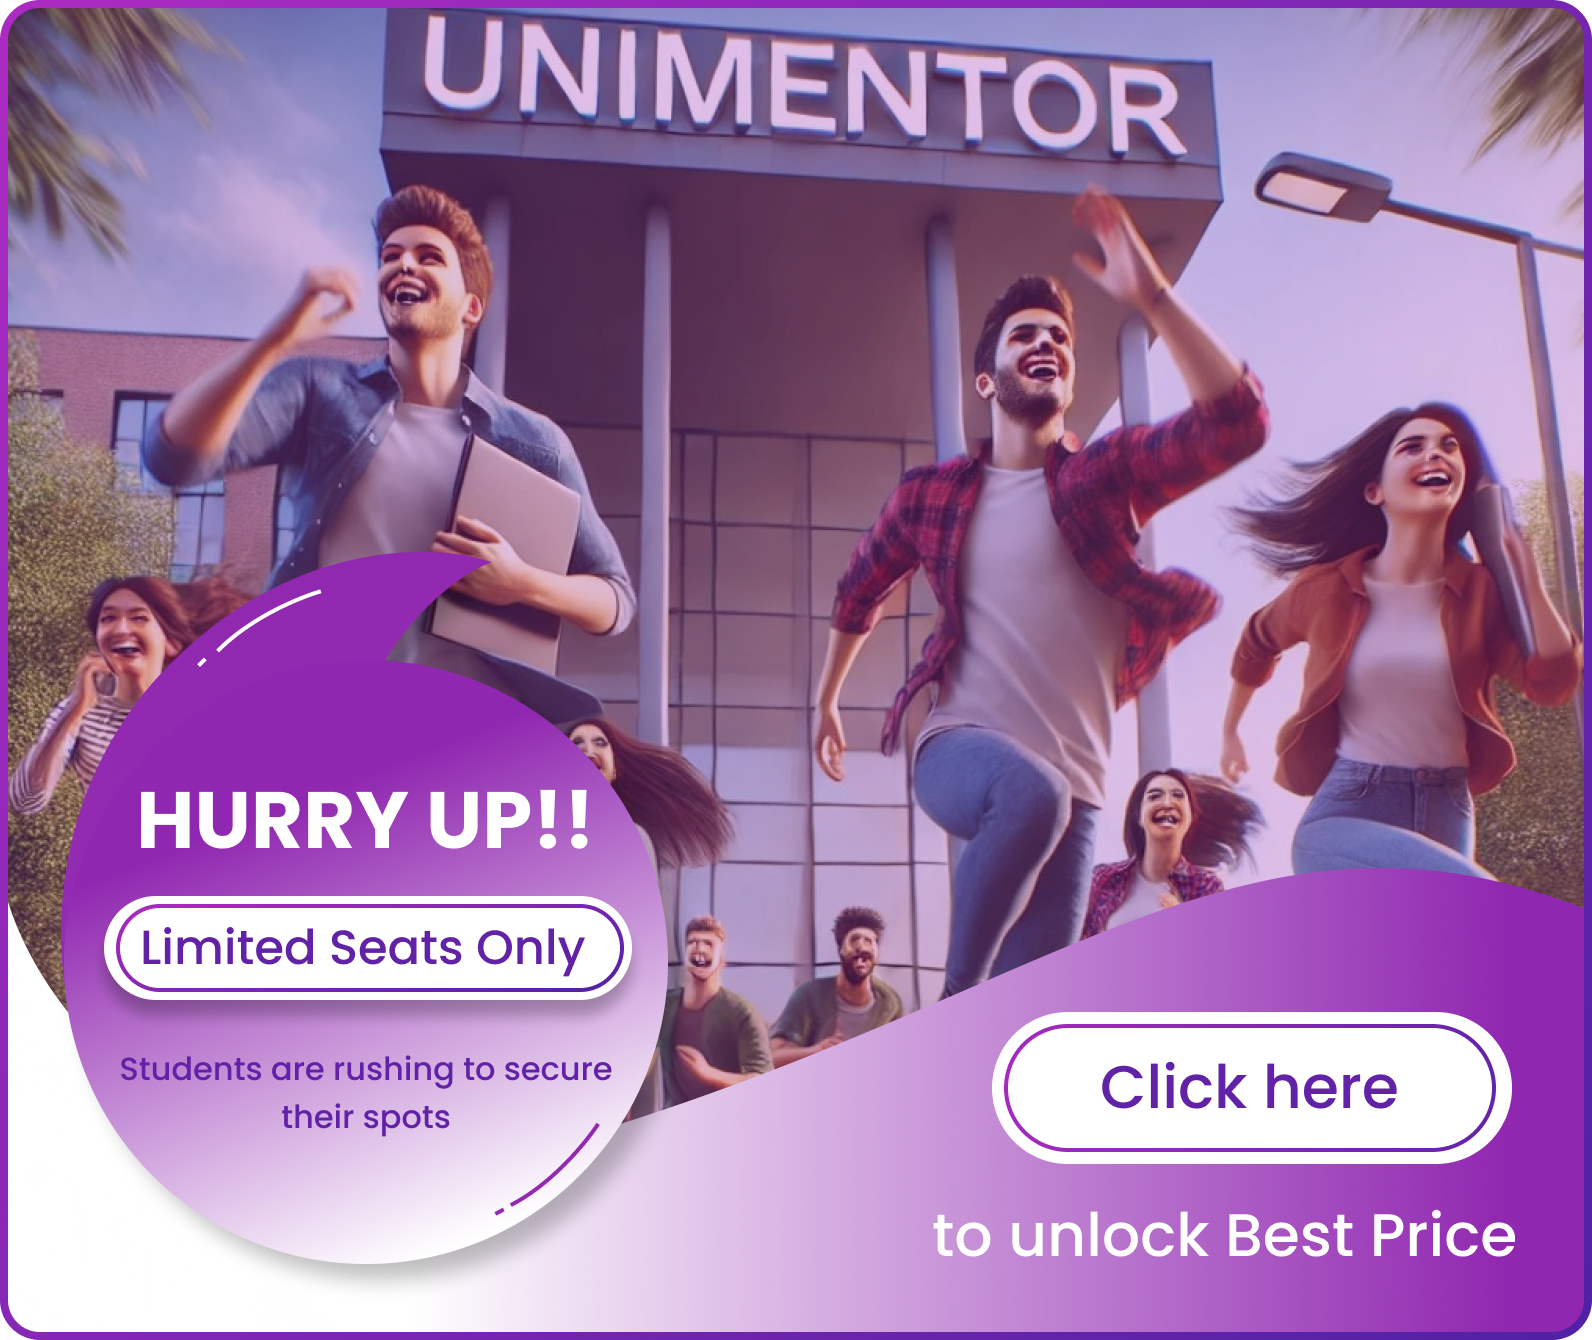 UNIMENTOR
HURRY UP!!
Limited Seats Only
Students are rushing to secure
their spots
Click here
to unlock Best Price